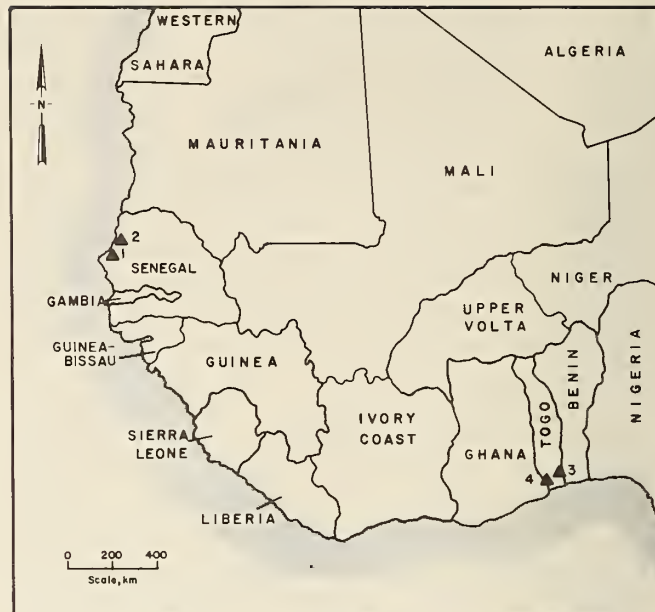 WESTERN
SAHARA
ALGERIA
-N-
MAURITANIA
MALI
2
1
SENEGAL
GAMBIA
NIGER
UPPER
VOLTA
GUINEA-
BISSAU
GUINEA
BENIN
NIGERIA
IVORY
COAST
TOGO
SIERRA
LEONE
GHANA
3
4
LIBERIA
0 200 400
Scale, km